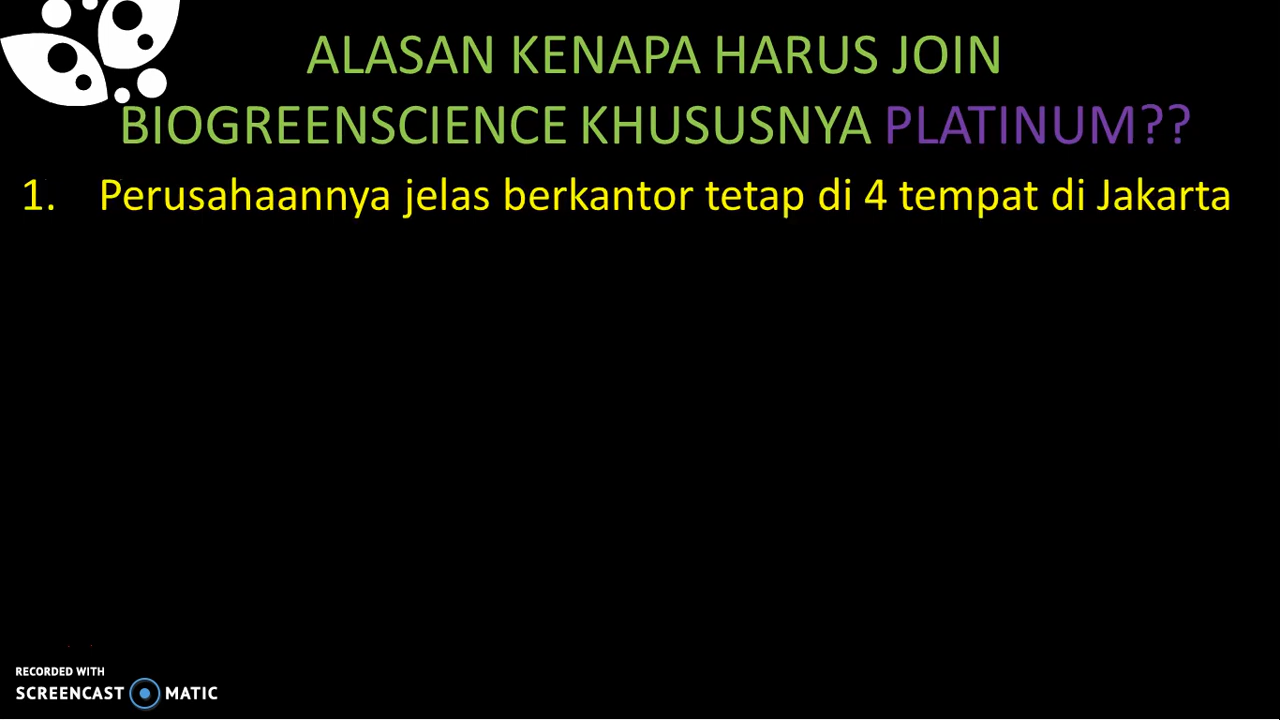 ALASAN KENAPA HARUS JOIN
BIOGREENSCIENCE KHUSUSNYA PLATINUM??
1. Perusahaannya jelas berkantor tetap di 4 tempat di Jakarta
RECORDED WITH
SCREENCAST MATIC